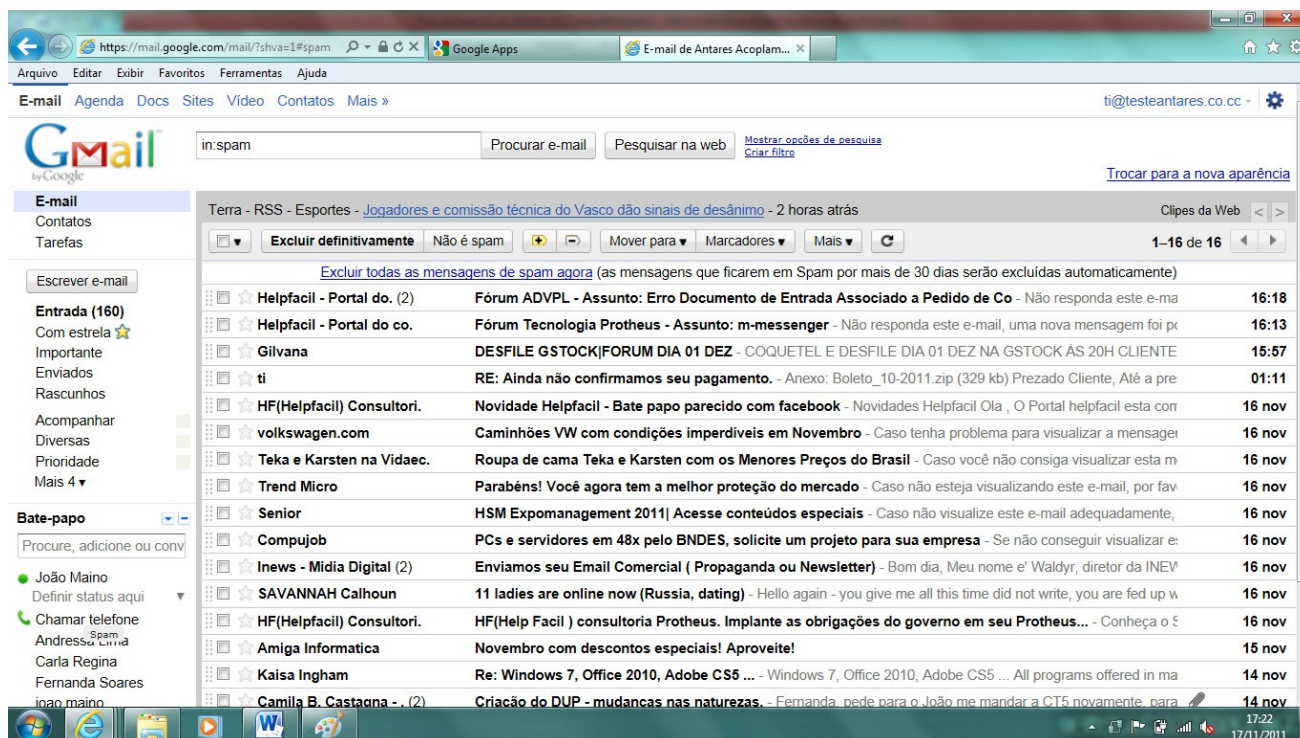 https://mail.google.com/mail/?shva=1#spam
Google Apps
E-mail de Antares Acoplam...
Arquivo Editar Exibir Favoritos Ferramentas Ajuda
E-mail Agenda Docs Sites Vídeo Contatos Mais »
ti@testeantares.co.cc
Gmail
by Google
in:spam
Procurar e-mail
Pesquisar na web
Mostrar opções de pesquisa
Criar filtro
Trocar para a nova aparência
E-mail
Contatos
Tarefas
Escrever e-mail
Entrada (160)
Com estrela
Importante
Enviados
Rascunhos
Acompanhar
Diversas
Prioridade
Mais 4 ▾
Bate-papo
Procure, adicione ou conv
João Maino
Definir status aqui
Chamar telefone
Andressa Lima
Spam
Carla Regina
Fernanda Soares
joao maino
Terra - RSS - Esportes - Jogadores e comissão técnica do Vasco dão sinais de desânimo - 2 horas atrás
Clipes da Web < >
Excluir definitivamente Não é spam Mover para ▾ Marcadores ▾ Mais ▾ 1–16 de 16
Excluir todas as mensagens de spam agora (as mensagens que ficarem em Spam por mais de 30 dias serão excluídas automaticamente)
Helpfacil - Portal do. (2) Fórum ADVPL - Assunto: Erro Documento de Entrada Associado a Pedido de Co - Não responda este e-ma 16:18
Helpfacil - Portal do co. Fórum Tecnologia Protheus - Assunto: m-messenger - Não responda este e-mail, uma nova mensagem foi po 16:13
Gilvana DESFILE GSTOCK|FORUM DIA 01 DEZ - COQUETEL E DESFILE DIA 01 DEZ NA GSTOCK ÁS 20H CLIENTE 15:57
ti RE: Ainda não confirmamos seu pagamento. - Anexo: Boleto_10-2011.zip (329 kb) Prezado Cliente, Até a pre 01:11
HF(Helpfacil) Consultori. Novidade Helpfacil - Bate papo parecido com facebook - Novidades Helpfacil Ola , O Portal helpfacil esta com 16 nov
volkswagen.com Caminhões VW com condições imperdíveis em Novembro - Caso tenha problema para visualizar a mensager 16 nov
Teka e Karsten na Vidaec. Roupa de cama Teka e Karsten com os Menores Preços do Brasil - Caso você não consiga visualizar esta m 16 nov
Trend Micro Parabéns! Você agora tem a melhor proteção do mercado - Caso não esteja visualizando este e-mail, por fav 16 nov
Senior HSM Expomanagement 2011| Acesse conteúdos especiais - Caso não visualize este e-mail adequadamente, 16 nov
Compujob PCs e servidores em 48x pelo BNDES, solicite um projeto para sua empresa - Se não conseguir visualizar es 16 nov
Inews - Midia Digital (2) Enviamos seu Email Comercial ( Propaganda ou Newsletter) - Bom dia, Meu nome e' Waldyr, diretor da INEW 16 nov
SAVANNAH Calhoun 11 ladies are online now (Russia, dating) - Hello again - you give me all this time did not write, you are fed up w 16 nov
HF(Helpfacil) Consultori. HF(Help Facil ) consultoria Protheus. Implante as obrigações do governo em seu Protheus... - Conheça o S 16 nov
Amiga Informatica Novembro com descontos especiais! Aproveite! 15 nov
Kaisa Ingham Re: Windows 7, Office 2010, Adobe CS5 ... - Windows 7, Office 2010, Adobe CS5 ... All programs offered in ma 14 nov
Camila B. Castagna - . (2) Criação do DUP - mudanças nas naturezas. - Fernanda, pede para o João me mandar a CT5 novamente, para 14 nov
17:22
17/11/2011